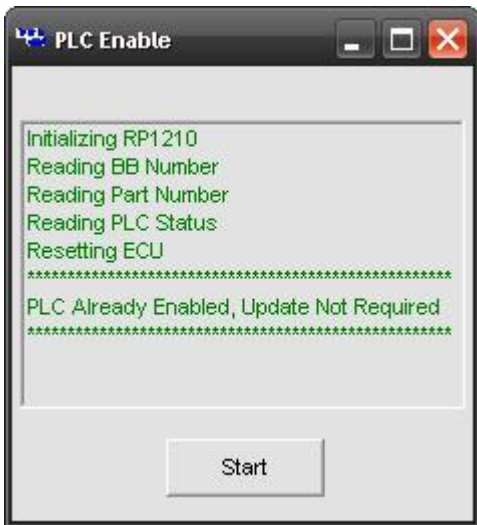 PLC Enable
Initializing RP1210
Reading BB Number
Reading Part Number
Reading PLC Status
Resetting ECU
*****************************************************
PLC Already Enabled, Update Not Required
*****************************************************
Start